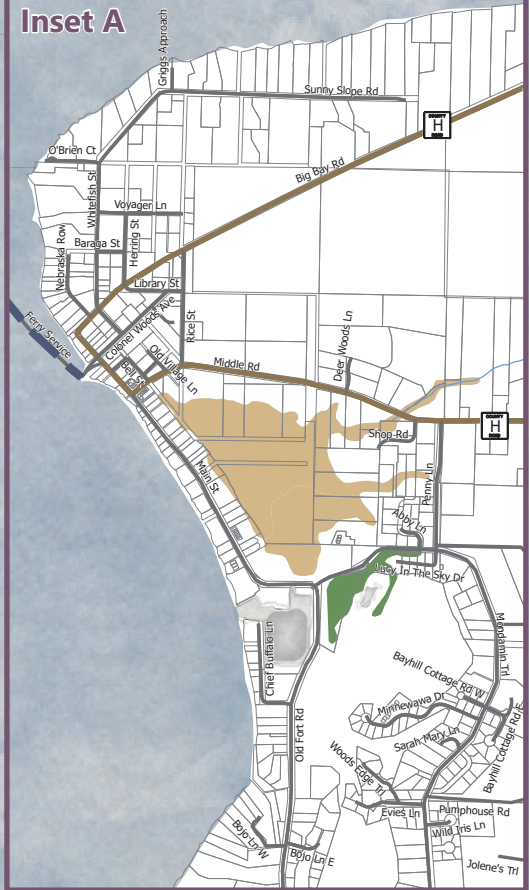 Inset A
Griggs Approach
Sunny Slope Rd
COUNTY
H
ROAD
O'Brien Ct
Big Bay Rd
Whitefish St
Voyager Ln
Herring St
Baraga St
Nebraska Row
Library St
Colonel Woods Ave
Rice St
Ferry Service
Bell St
Old Village Ln
Middle Rd
Deer Woods Ln
COUNTY
H
ROAD
Shop Rd
Main St
Penny Ln
Abby Ln
Lucy In The Sky Dr
Mondamin Trl
Chief Buffalo Ln
Bayhill Cottage Rd W
Minnewawa Dr
Old Fort Rd
Sarah Mary Ln
Bayhill Cottage Rd E
Woods Edge Trl
Evies Ln
Pumphouse Rd
Wild Iris Ln
Bojo Ln W
Bojo Ln E
Jolene's Trl